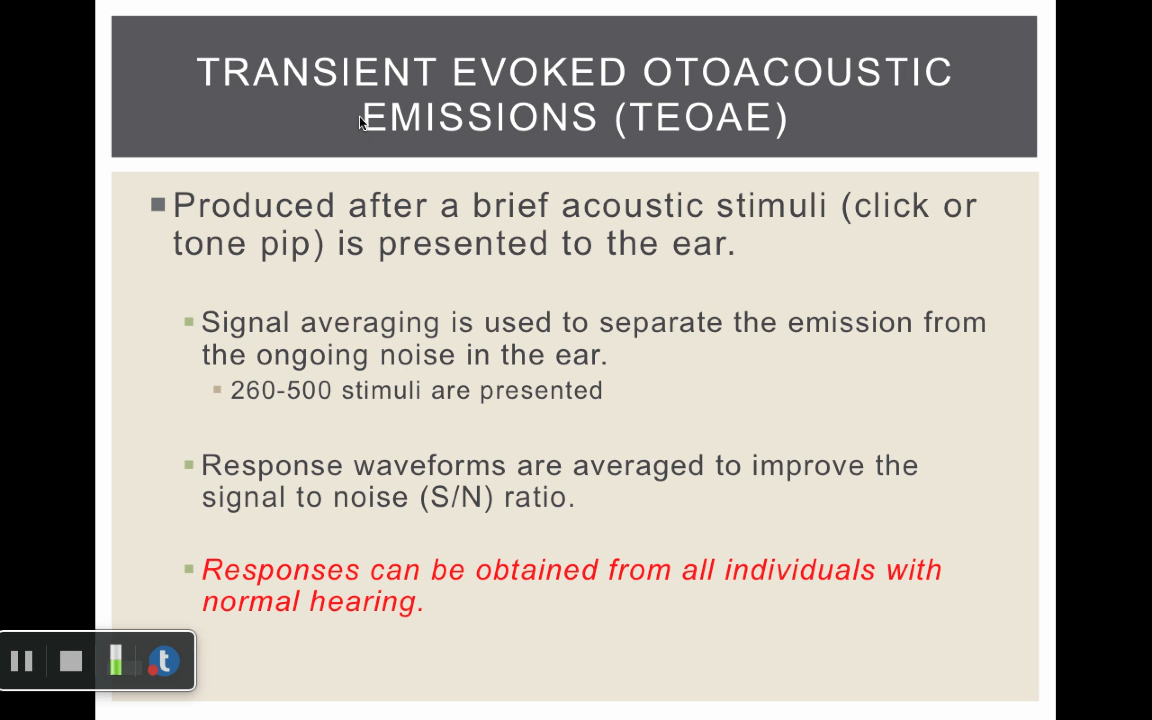 TRANSIENT EVOKED OTOACOUSTIC
EMISSIONS (TEOAE)
Produced after a brief acoustic stimuli (click or
tone pip) is presented to the ear.
Signal averaging is used to separate the emission from
the ongoing noise in the ear.
260-500 stimuli are presented
Response waveforms are averaged to improve the
signal to noise (S/N) ratio.
Responses can be obtained from all individuals with
normal hearing.
t